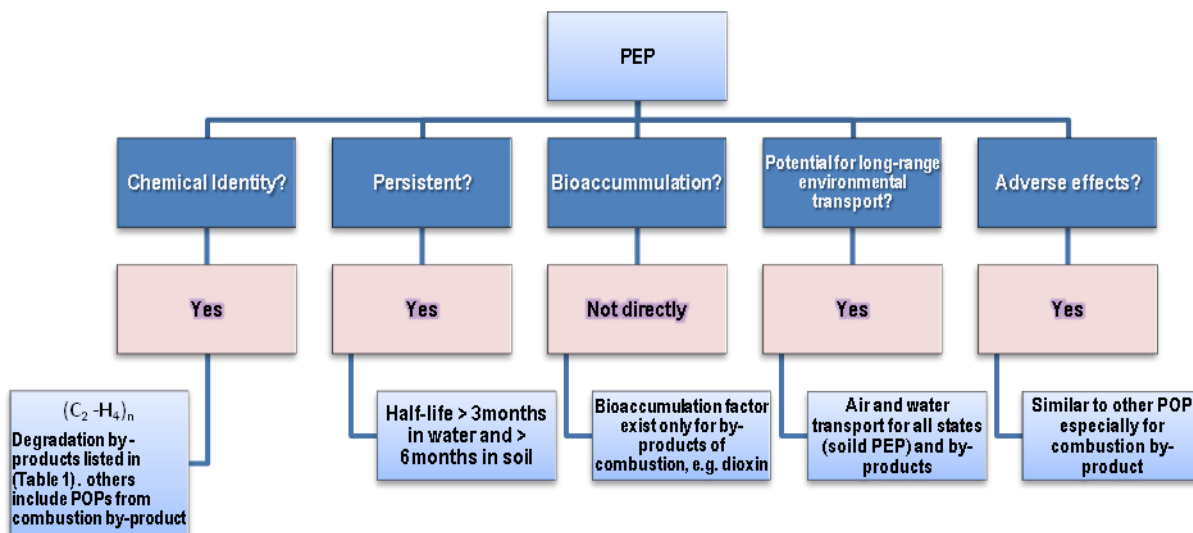 PEP
Chemical Identity?
Persistent?
Bioaccummulation?
Potential for long-range
environmental
transport?
Adverse effects?
Yes
Yes
Not directly
Yes
Yes
(C₂ -H₄)ₙ
Degradation by-
products listed in
(Table 1). others
include POPs from
combustion by-product
Half-life > 3months
in water and >
6months in soil
Bioaccumulation factor
exist only for by-
products of
combustion, e.g. dioxin
Air and water
transport for all states
(soild PEP) and by-
products
Similar to other POP
especially for
combustion by-
product